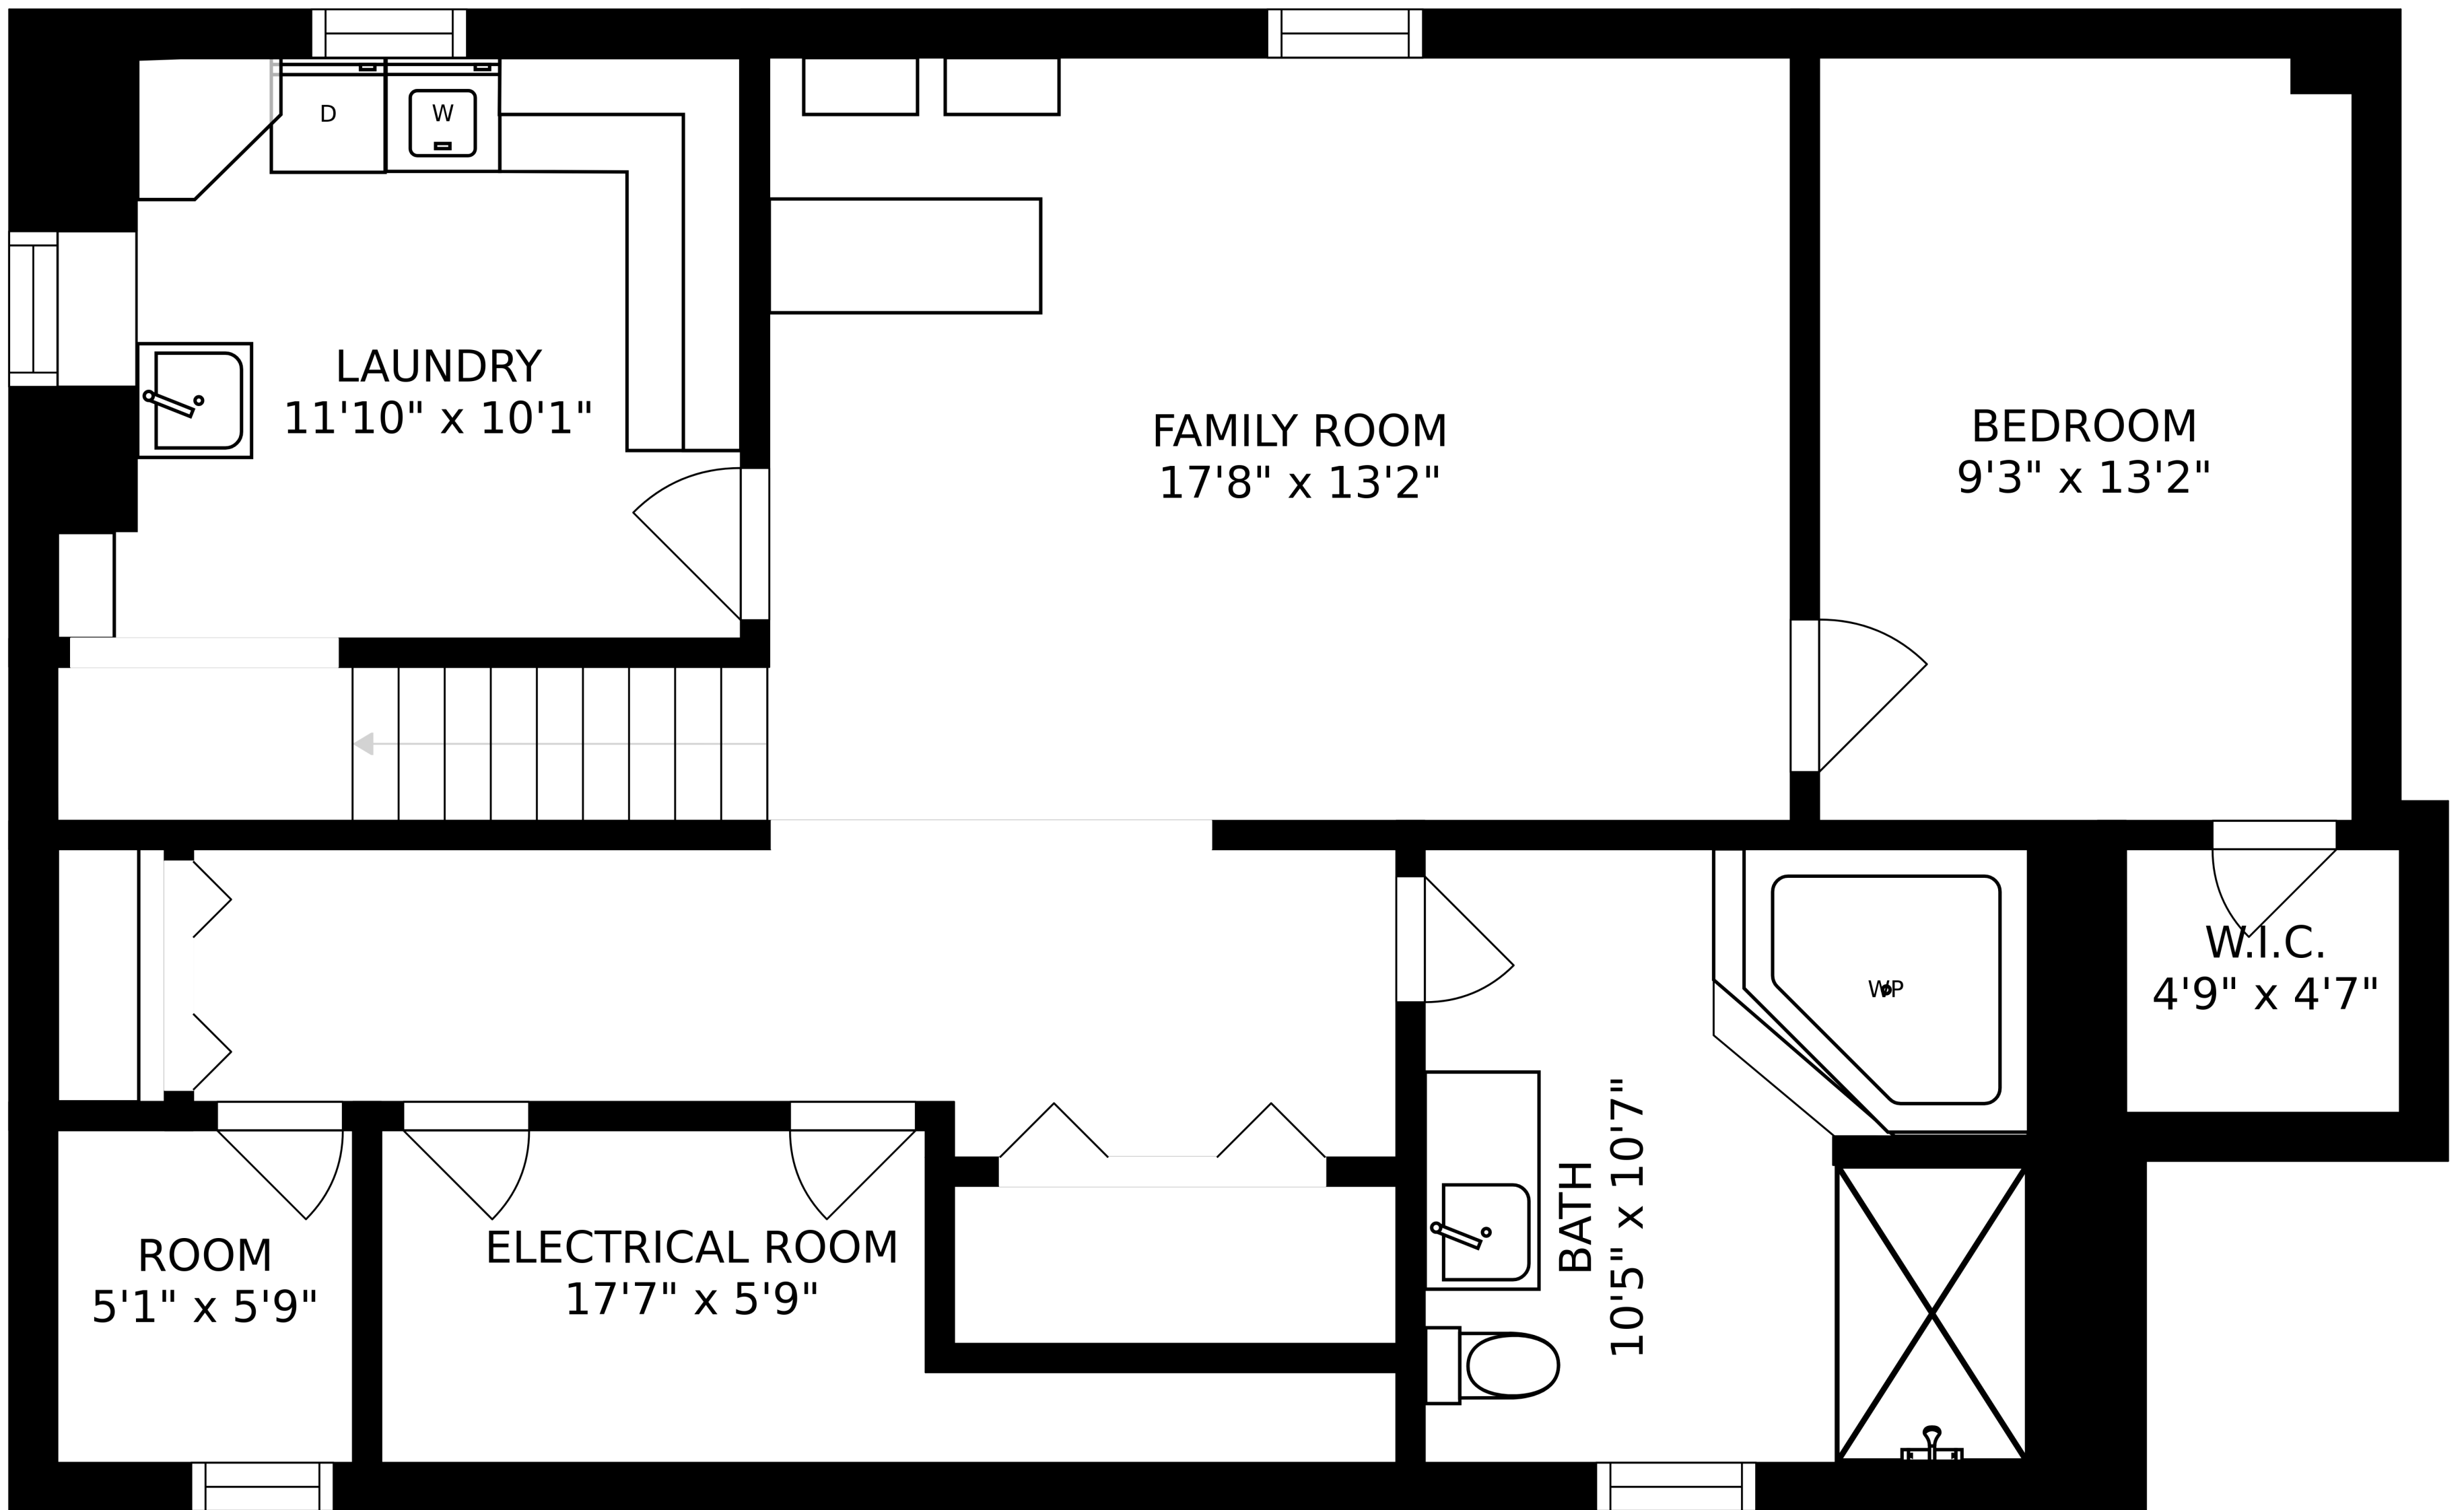 D
W
LAUNDRY
11'10" x 10'1"
FAMILY ROOM
17'8" x 13'2"
BEDROOM
9'3" x 13'2"
W.I.C.
4'9" x 4'7"
WP
BATH
10'5" x 10'7"
ROOM
5'1" x 5'9"
ELECTRICAL ROOM
17'7" x 5'9"